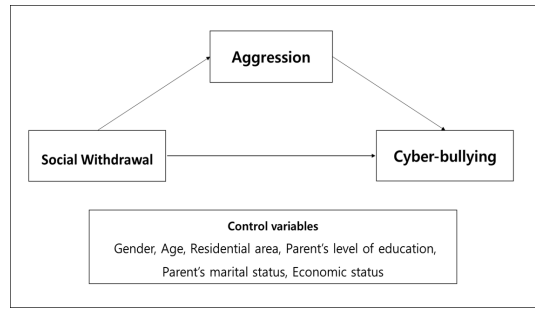 Aggression
Social Withdrawal
Cyber-bullying
Control variables
Gender, Age, Residential area, Parent's level of education,
Parent's marital status, Economic status